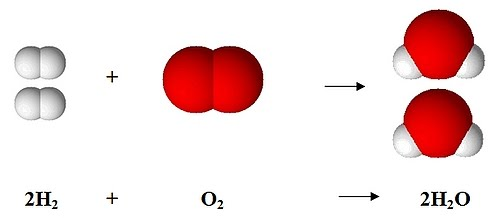 + →
2H₂ + O₂ → 2H₂O